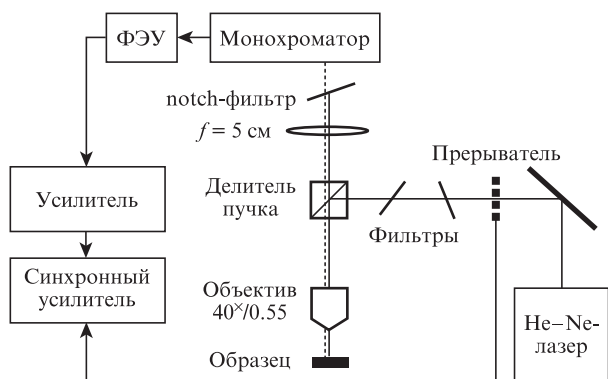 ФЭУ
Монохроматор
notch-фильтр
f = 5 см
Прерыватель
Делитель
пучка
Фильтры
Усилитель
Синхронный
усилитель
Объектив
40×/0.55
He–Ne-
лазер
Образец